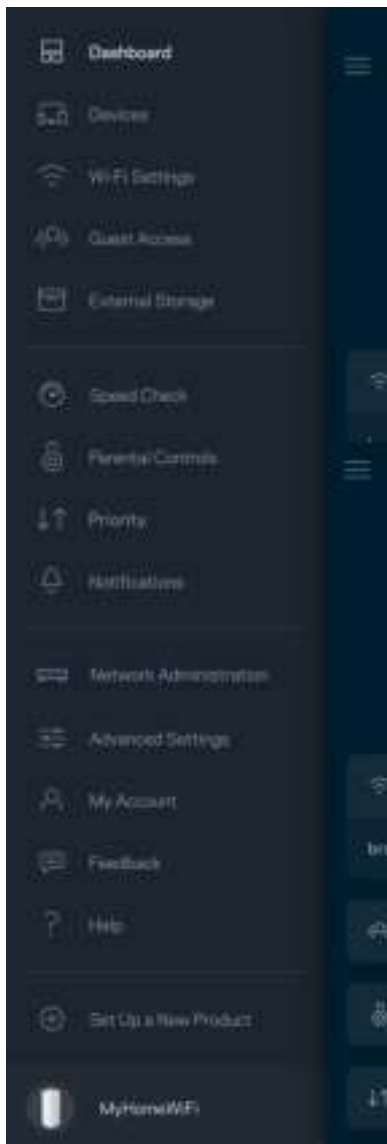 Dashboard
Devices
Wi-Fi Settings
Guest Access
External Storage
Speed Check
Parental Controls
Priority
Notifications
Network Administration
Advanced Settings
My Account
Feedback
Help
Set Up a New Product
MyHomeWiFi